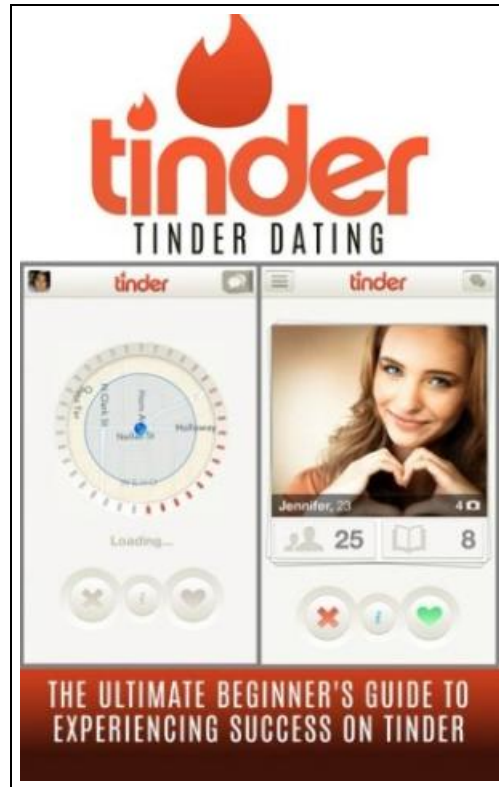 tinder
TINDER DATING
tinder
Loading...
tinder
Jennifer, 23 4
25 8
THE ULTIMATE BEGINNER'S GUIDE TO
EXPERIENCING SUCCESS ON TINDER